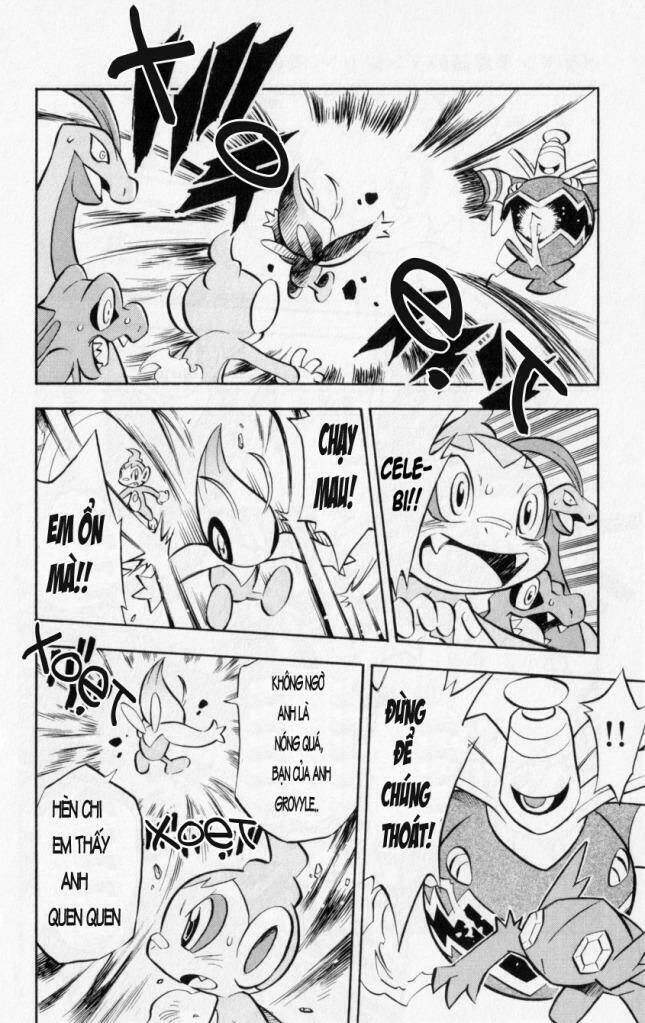 XOẸT
CELE-
BI!!
CHẠY
MAU!
EM ỔN
MÀ!!
!!
ĐỪNG
ĐỂ
CHÚNG
THOÁT!
KHÔNG NGỜ
ANH LÀ
NÓNG QUÁ,
BẠN CỦA ANH
GROVYLE..
XOẸT
XOẸT
HÈN CHI
EM THẤY
ANH
QUEN QUEN